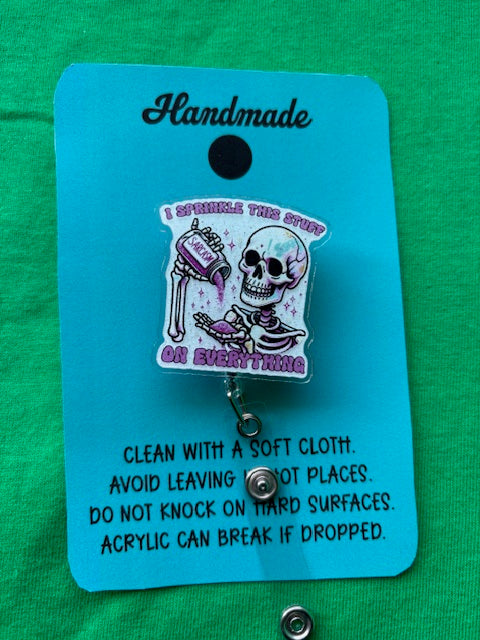 Handmade
I SPRINKLE THIS STUFF
SARCASM
ON EVERYTHING
CLEAN WITH A SOFT CLOTH.
AVOID LEAVING HOT PLACES.
DO NOT KNOCK ON HARD SURFACES.
ACRYLIC CAN BREAK IF DROPPED.